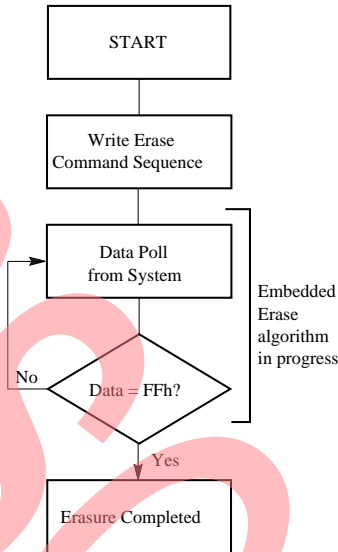 START
Write Erase
Command Sequence
Data Poll
from System
Embedded
Erase
algorithm
in progress
No
Data = FFh?
Yes
Erasure Completed